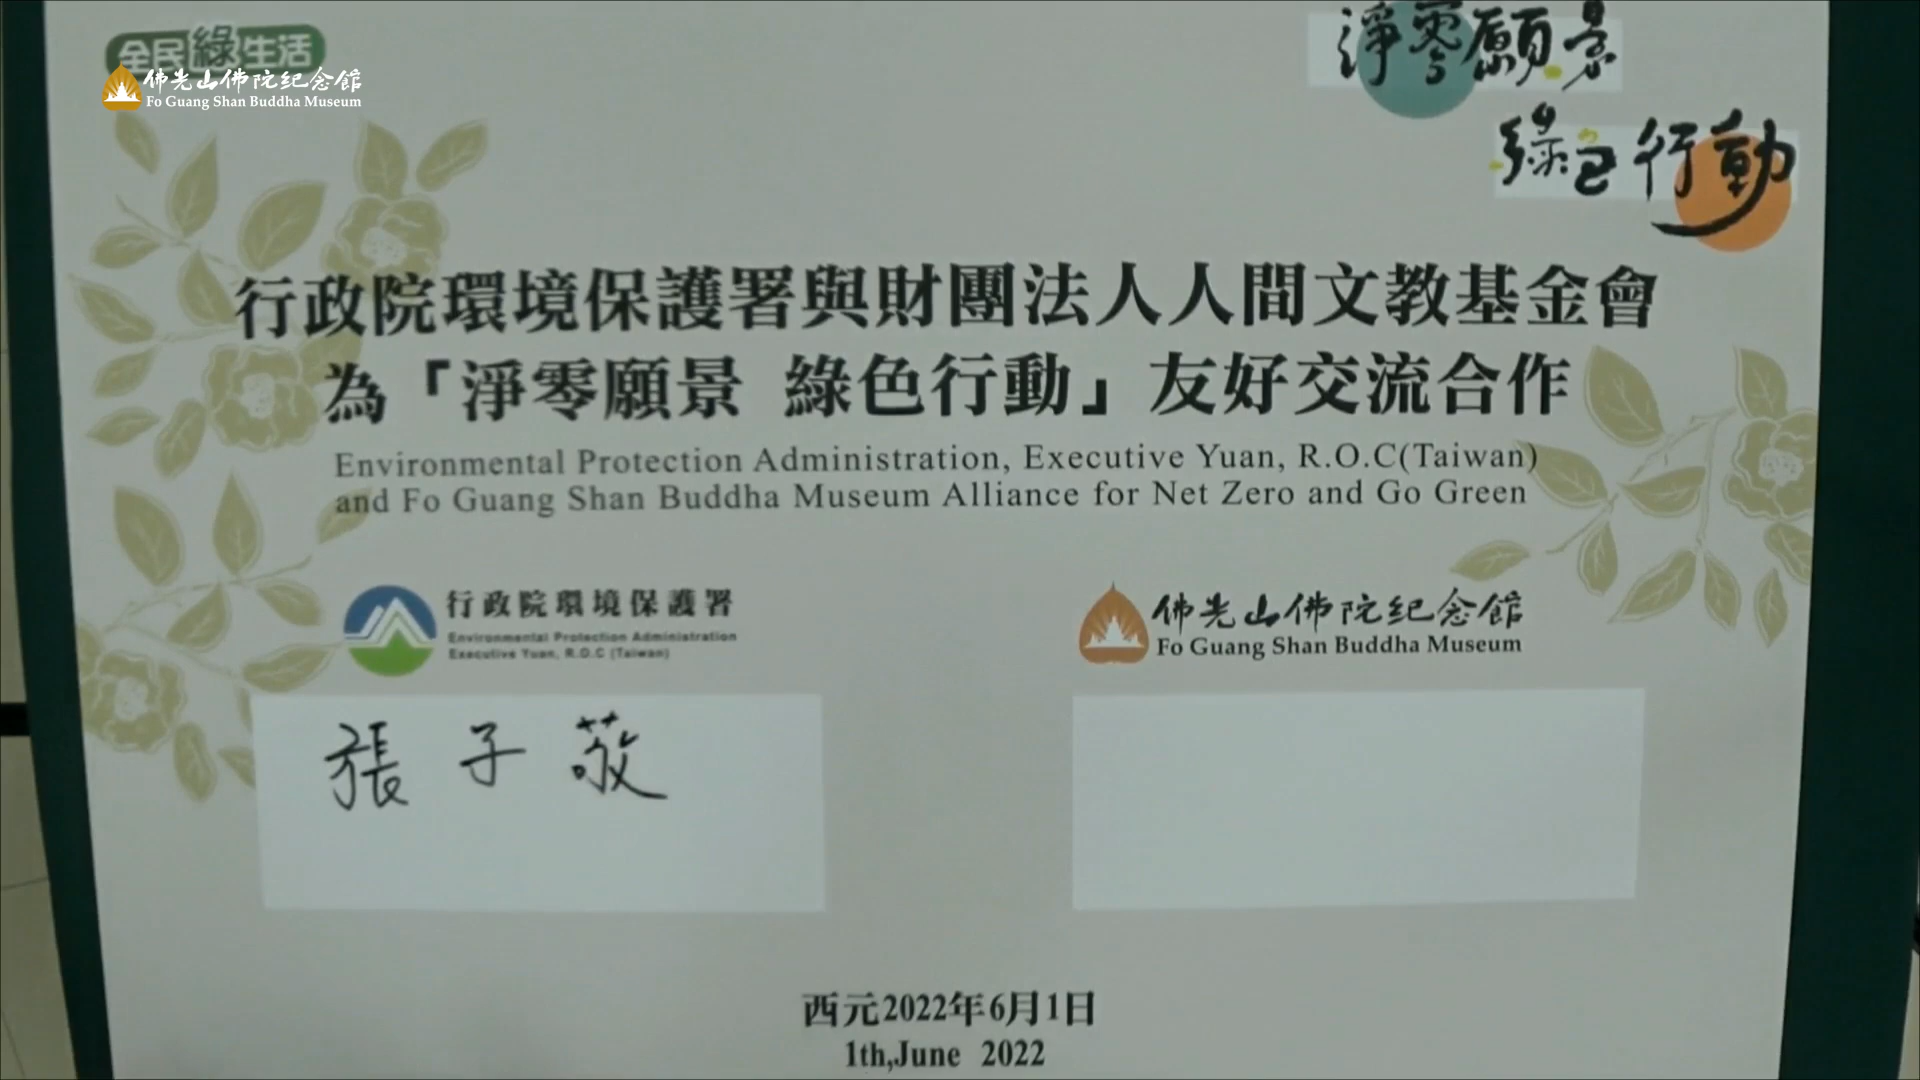 全民綠生活
佛光山佛陀紀念館
Fo Guang Shan Buddha Museum
淨零願景
綠色行動
行政院環境保護署與財團法人人間文教基金會
為「淨零願景 綠色行動」友好交流合作
Environmental Protection Administration, Executive Yuan, R.O.C(Taiwan)
and Fo Guang Shan Buddha Museum Alliance for Net Zero and Go Green
行政院環境保護署
Environmental Protection Administration
Executive Yuan, R.O.C (Taiwan)
佛光山佛陀紀念館
Fo Guang Shan Buddha Museum
張子敬
西元2022年6月1日
1th,June 2022